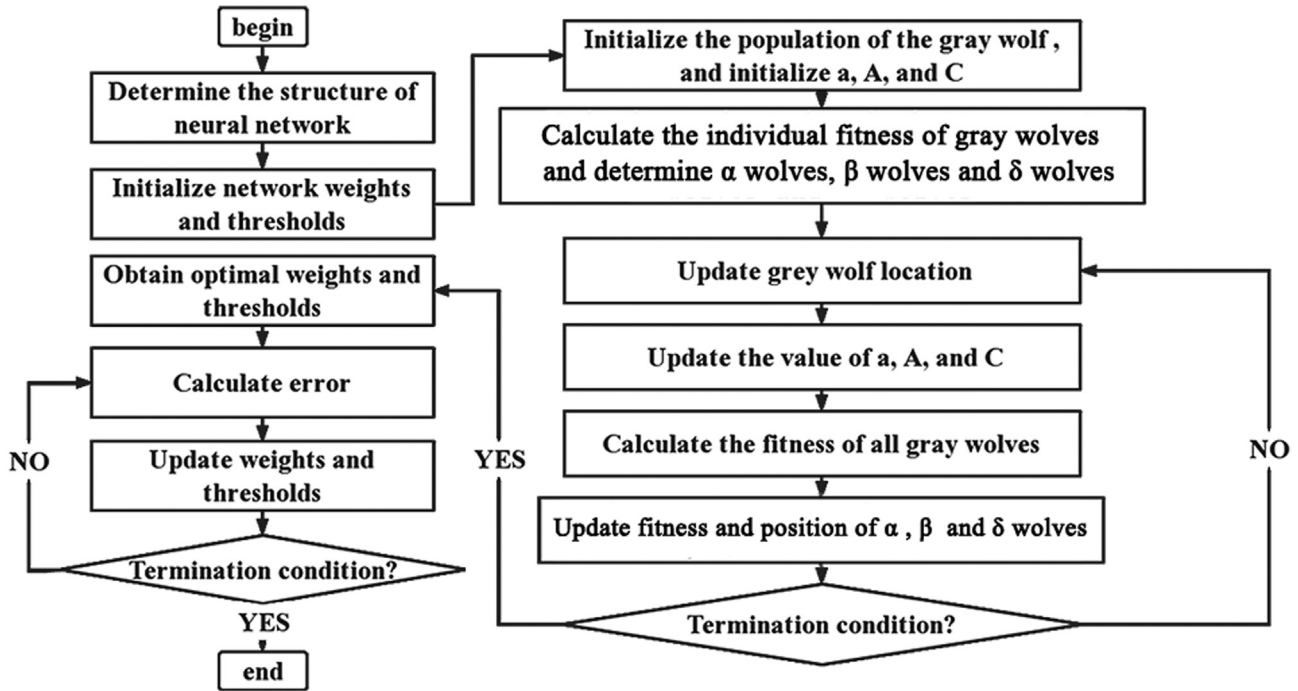 begin
Determine the structure of
neural network
Initialize network weights
and thresholds
Obtain optimal weights and
thresholds
Calculate error
Update weights and
thresholds
Termination condition?
NO
YES
end
Initialize the population of the gray wolf ,
and initialize a, A, and C
Calculate the individual fitness of gray wolves
and determine α wolves, β wolves and δ wolves
Update grey wolf location
Update the value of a, A, and C
Calculate the fitness of all gray wolves
Update fitness and position of α , β and δ wolves
Termination condition?
YES
NO